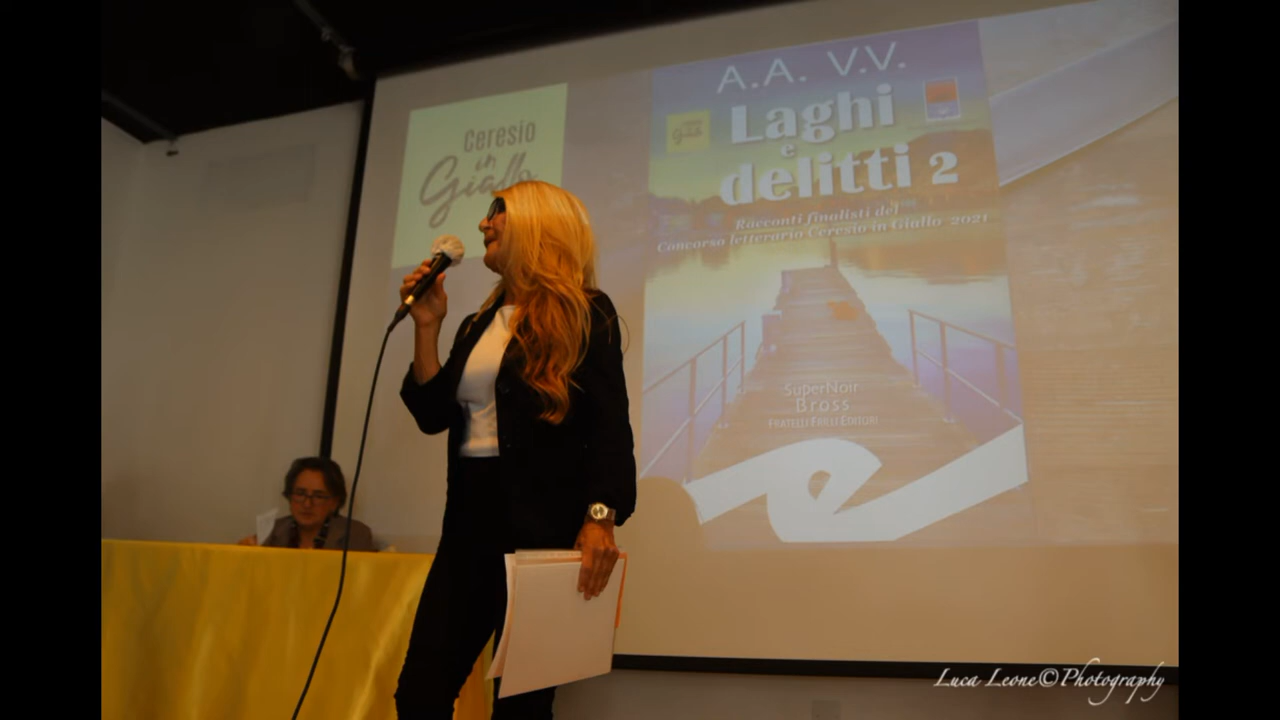 Ceresio
in
Giallo
A.A. V.V.
Laghi
e
delitti 2
Racconti finalisti del
Concorso letterario Ceresio in Giallo 2021
SuperNoir
Bross
FRATELLI FRILLI EDITORI
Luca Leone©Photography